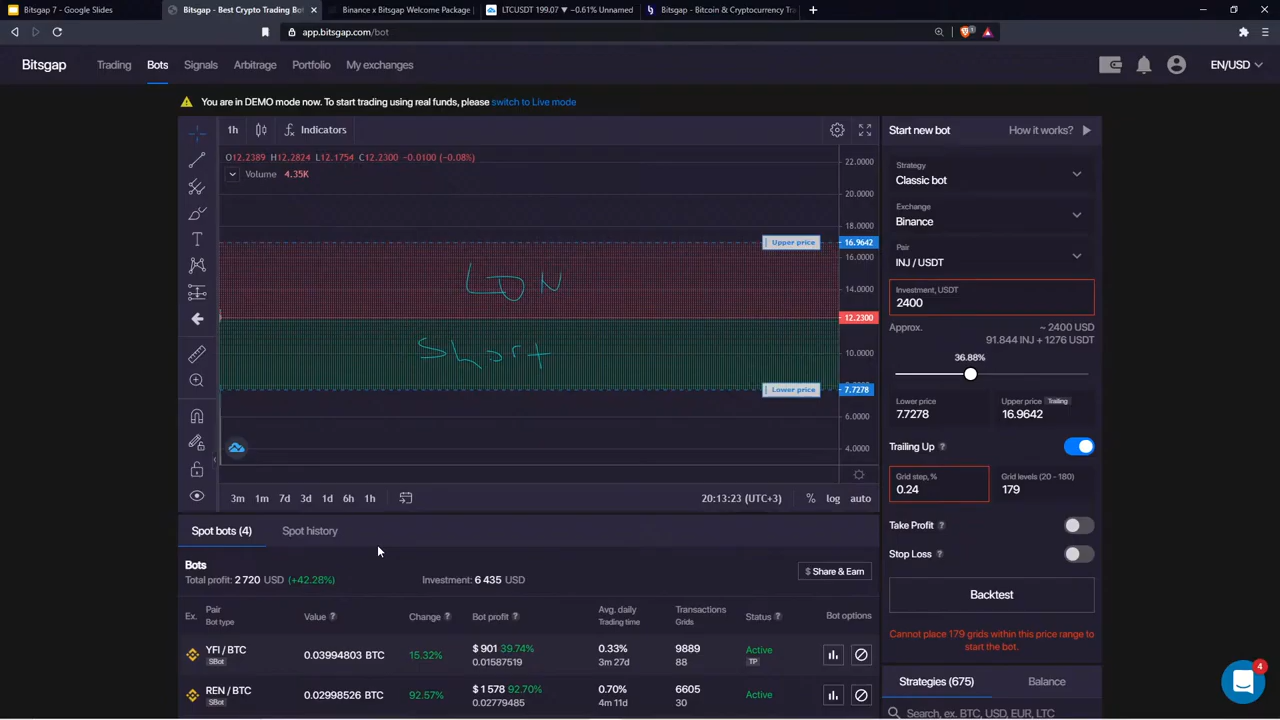 Bitsgap 7 - Google Slides
Bitsgap - Best Crypto Trading Bot
Binance x Bitsgap Welcome Package
LTCUSDT 199.07 ▼ −0.61% Unnamed
Bitsgap - Bitcoin & Cryptocurrency Tra
app.bitsgap.com/bot
1
Bitsgap
Trading
Bots
Signals
Arbitrage
Portfolio
My exchanges
EN/USD
You are in DEMO mode now. To start trading using real funds, please switch to Live mode
1h
Indicators
O12.2389 H12.2824 L12.1754 C12.2300 −0.0100 (−0.08%)
Volume 4.35K
22.0000
20.0000
18.0000
Upper price
16.9642
16.0000
14.0000
LON
12.2300
Short
10.0000
Lower price
7.7278
6.0000
4.0000
3m 1m 7d 3d 1d 6h 1h
20:13:23 (UTC+3)
% log auto
Start new bot
How it works?
Strategy
Classic bot
Exchange
Binance
Pair
INJ / USDT
Investment, USDT
2400
Approx.
~ 2400 USD
91.844 INJ + 1276 USDT
36.88%
Lower price
7.7278
Upper price Trailing
16.9642
Trailing Up ?
Grid step, %
0.24
Grid levels (20 - 180)
179
Take Profit ?
Stop Loss ?
Backtest
Cannot place 179 grids within this price range to
start the bot.
Strategies (675)
Balance
Search, ex. BTC, USD, EUR, LTC
4
Spot bots (4)
Spot history
Bots
Total profit: 2 720 USD (+42.28%)
Investment: 6 435 USD
$ Share & Earn
Ex.
Pair
Bot type
Value ?
Change ?
Bot profit ?
Avg. daily
Trading time
Transactions
Grids
Status ?
Bot options
YFI / BTC
SBot
0.03994803 BTC
15.32%
$ 901 39.74%
0.01587519
0.33%
3m 27d
9889
88
Active
TP
REN / BTC
SBot
0.02998526 BTC
92.57%
$ 1 578 92.70%
0.02779485
0.70%
4m 11d
6605
30
Active